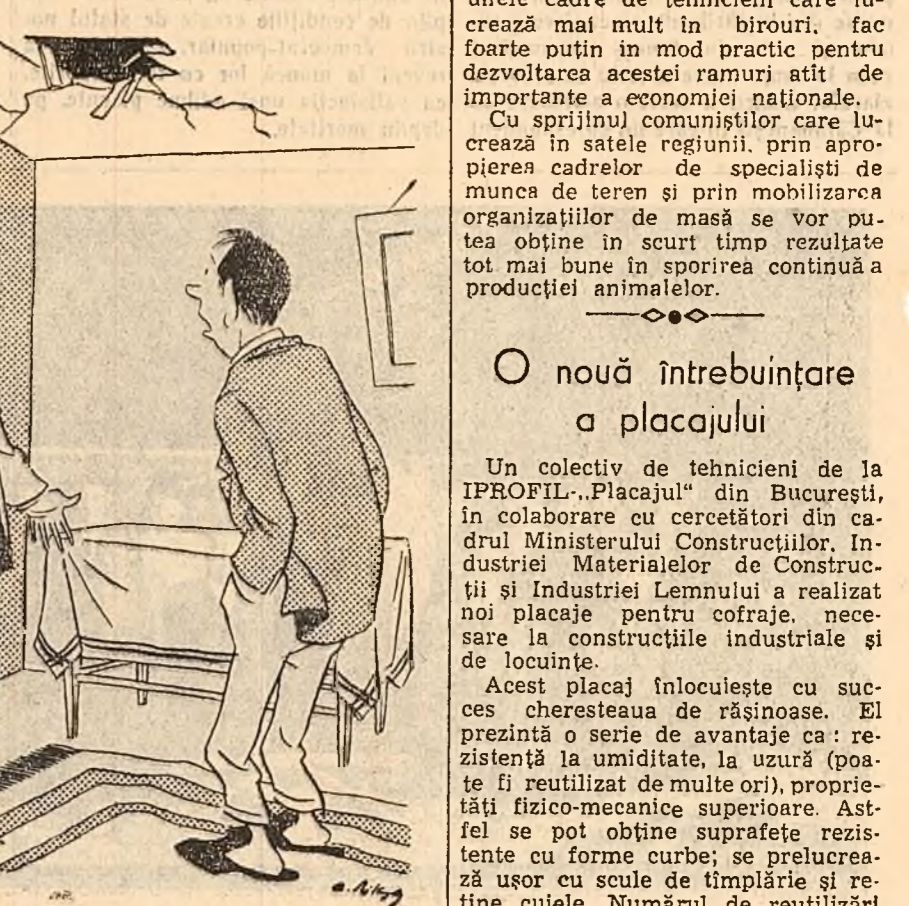 unele cadre de tehnicieni care lu-
crează mai mult în birouri, fac
foarte puțin in mod practic pentru
dezvoltarea acestei ramuri atit de
importante a economiei naționale.
Cu sprijinul comuniștilor care lu-
crează în satele regiunii, prin apro-
pierea cadrelor de specialiști de
munca de teren și prin mobilizarea
organizațiilor de masă se vor pu-
tea obține în scurt timp rezultate
tot mai bune în sporirea continuă a
producției animalelor.
O nouă întrebuințare
a placajului
Un colectiv de tehnicieni de la
IPROFIL-„Placajul“ din București,
în colaborare cu cercetători din ca-
drul Ministerului Construcțiilor, In-
dustriei Materialelor de Construc-
ții și Industriei Lemnului a realizat
noi placaje pentru cofraje, nece-
sare la construcțiile industriale și
de locuințe.
Acest placaj înlocuiește cu suc-
ces cheresteaua de rășinoase. El
prezintă o serie de avantaje ca : re-
zistență la umiditate, la uzură (poa-
te fi reutilizat de multe ori), proprie-
tăți fizico-mecanice superioare. Ast-
fel se pot obține suprafețe rezis-
tente cu forme curbe; se prelucrea-
ză ușor cu scule de tîmplărie și re-
ține cuiele. Numărul de reutilizări